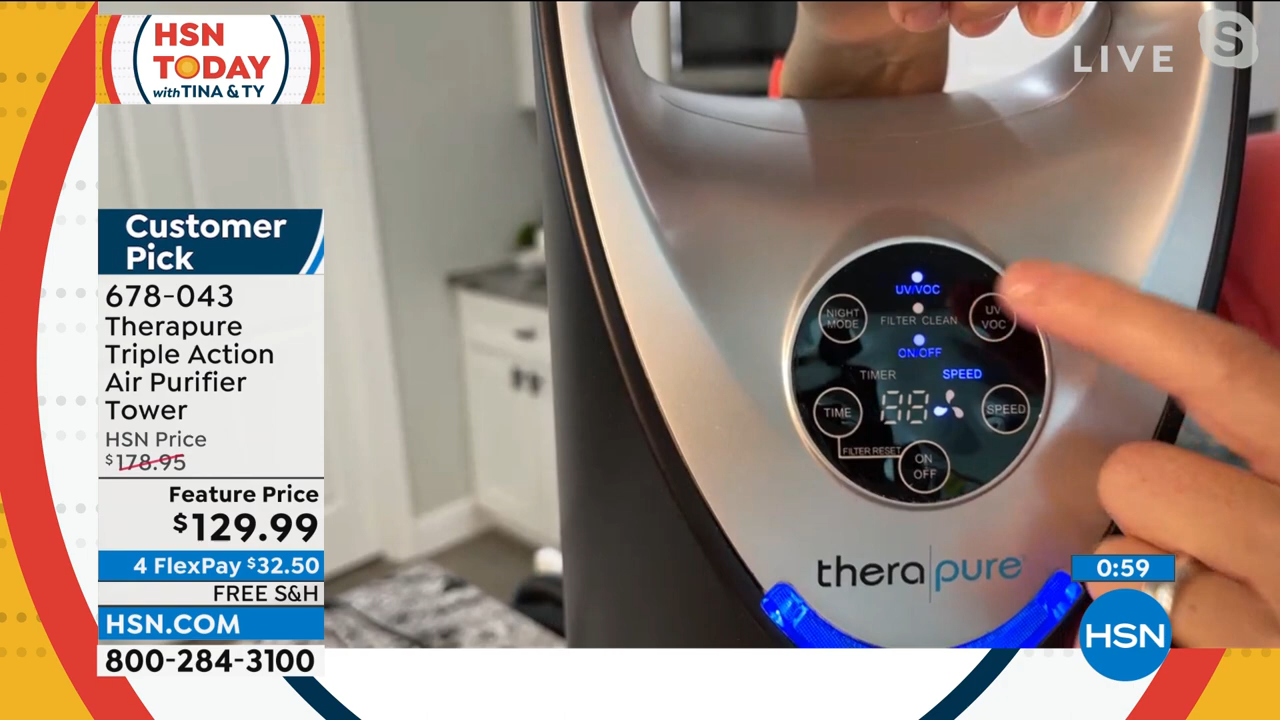 HSN
TODAY
with TINA & TY
LIVE
S
Customer
Pick
678-043
Therapure
Triple Action
Air Purifier
Tower
HSN Price
$178.95
Feature Price
$129.99
4 FlexPay $32.50
FREE S&H
HSN.COM
800-284-3100
UV/VOC
NIGHT
MODE
FILTER CLEAN
UV
VOC
ON/OFF
TIMER
SPEED
TIME
88
SPEED
FILTER RESET
ON
OFF
thera|pure
0:59
HSN